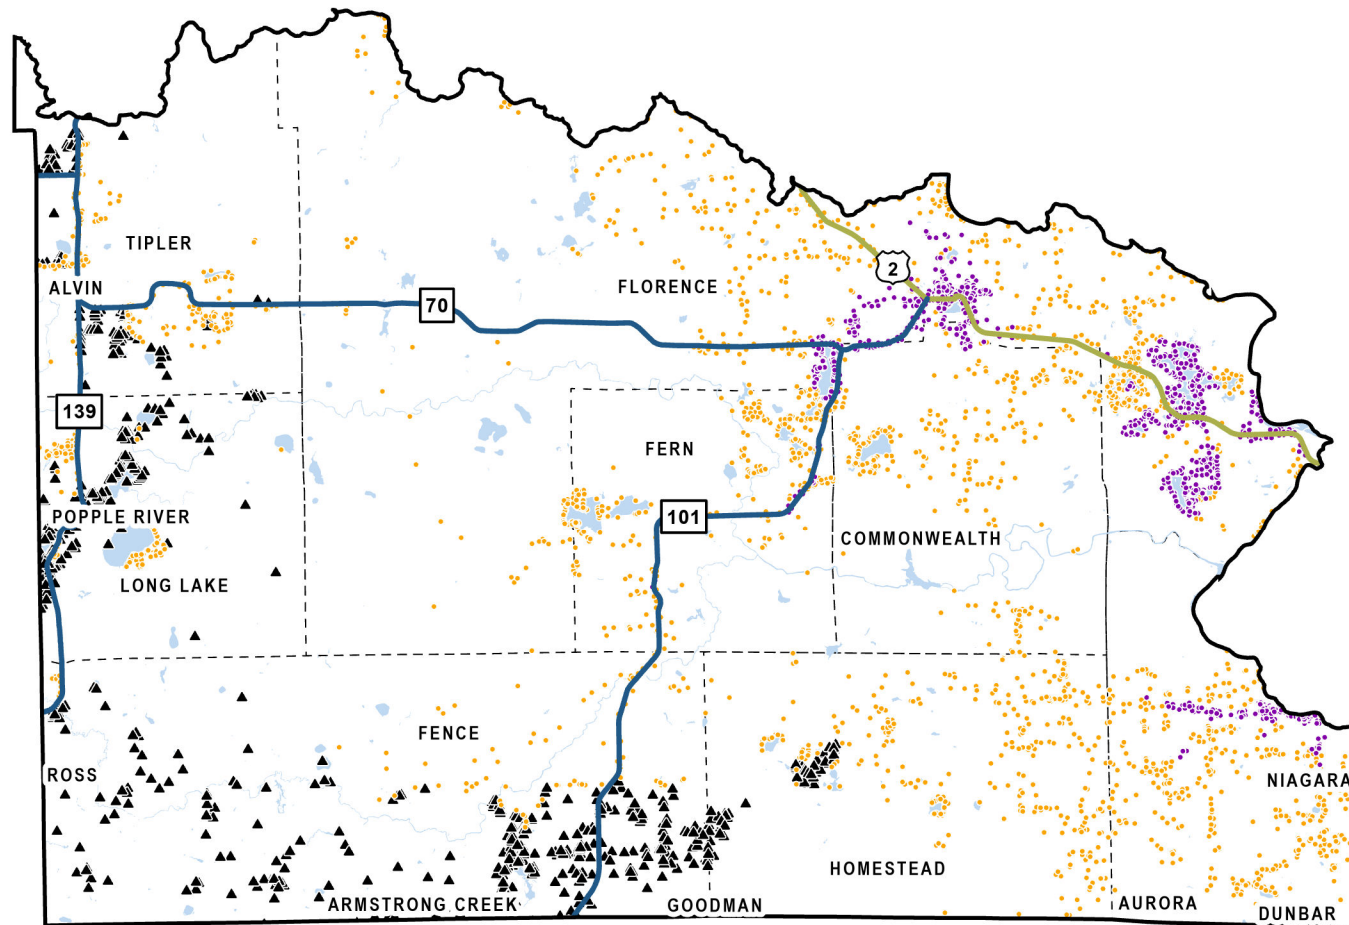 TIPLER
2
ALVIN
FLORENCE
70
139
FERN
POPPLE RIVER
101
COMMONWEALTH
LONG LAKE
FENCE
ROSS
NIAGARA
HOMESTEAD
ARMSTRONG CREEK
GOODMAN
AURORA
DUNBAR